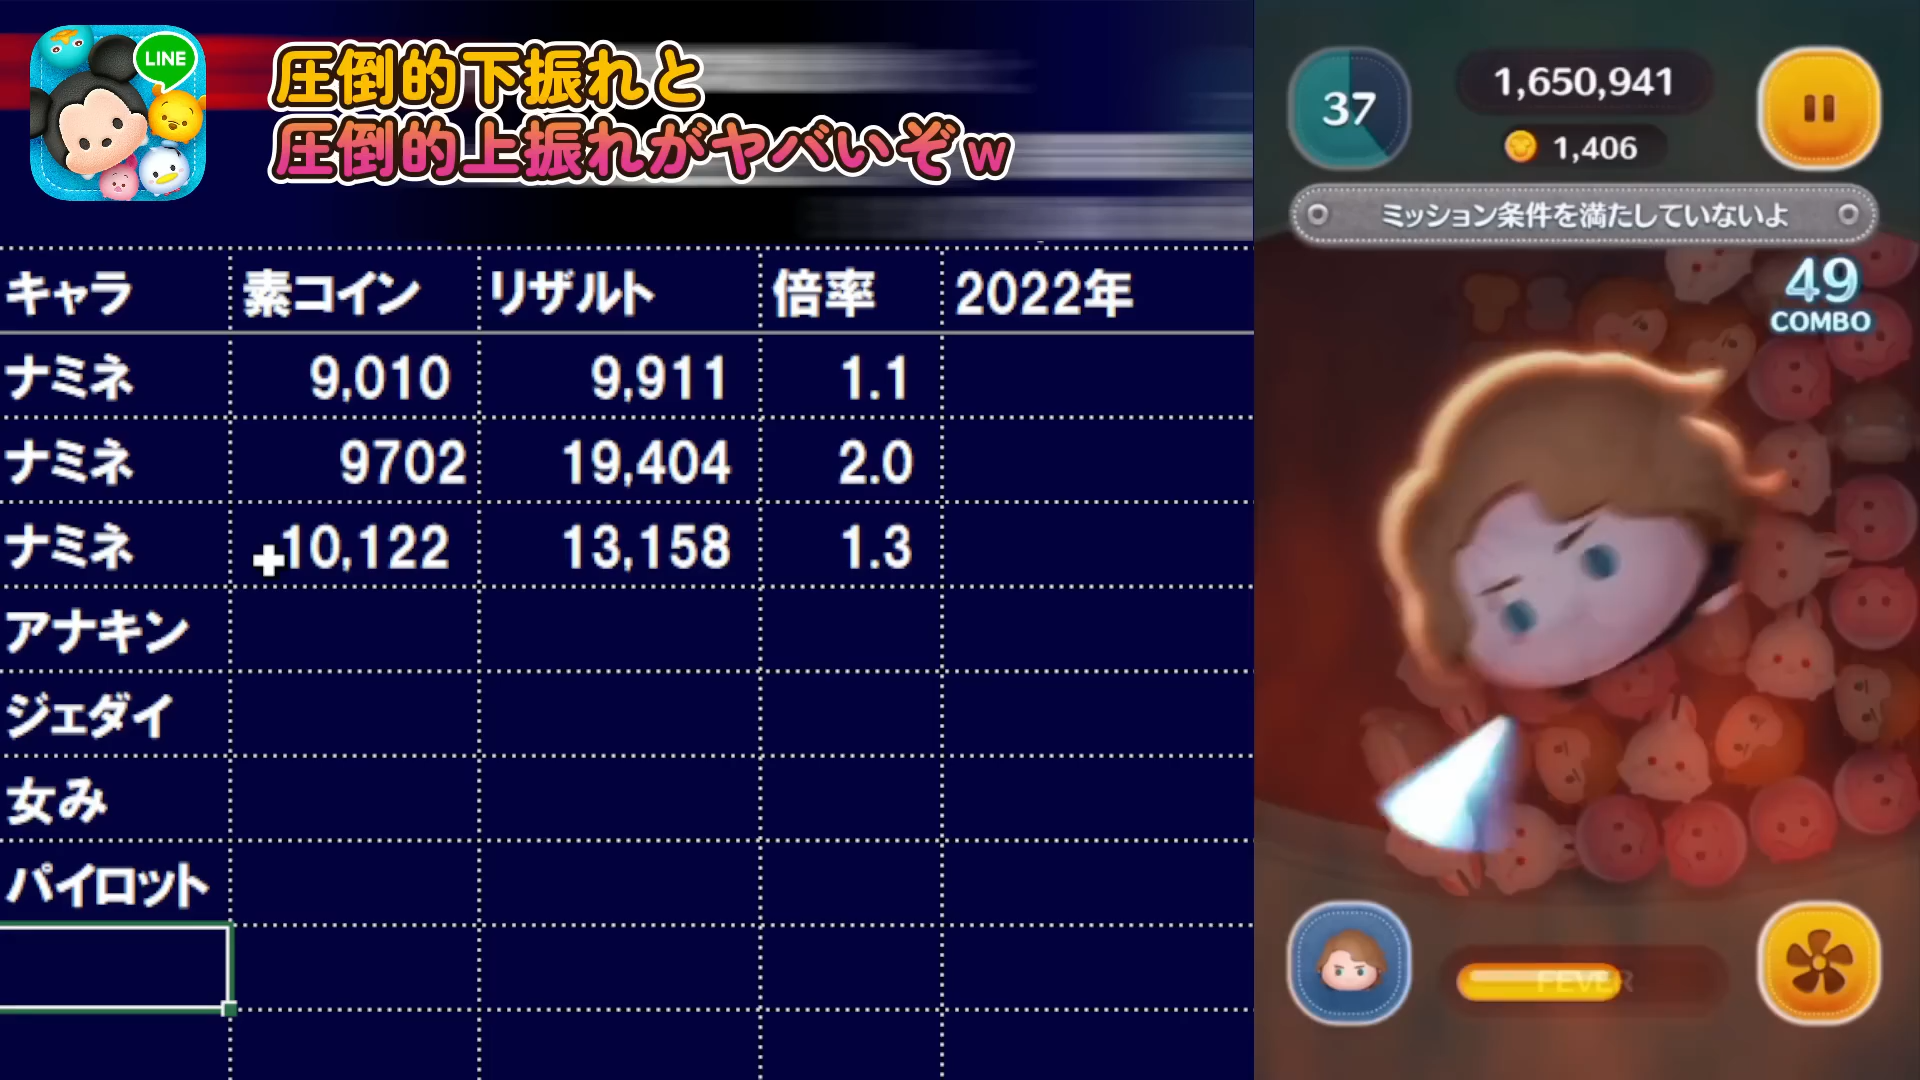 LINE
圧倒的下振れと
圧倒的上振れがヤバいぞw
キャラ 素コイン リザルト 倍率 2022年
ナミネ 9,010 9,911 1.1
ナミネ 9702 19,404 2.0
ナミネ 10,122 13,158 1.3
アナキン
ジェダイ
女み
パイロット
37
1,650,941
1,406
ミッション条件を満たしていないよ
49
COMBO
FEVER